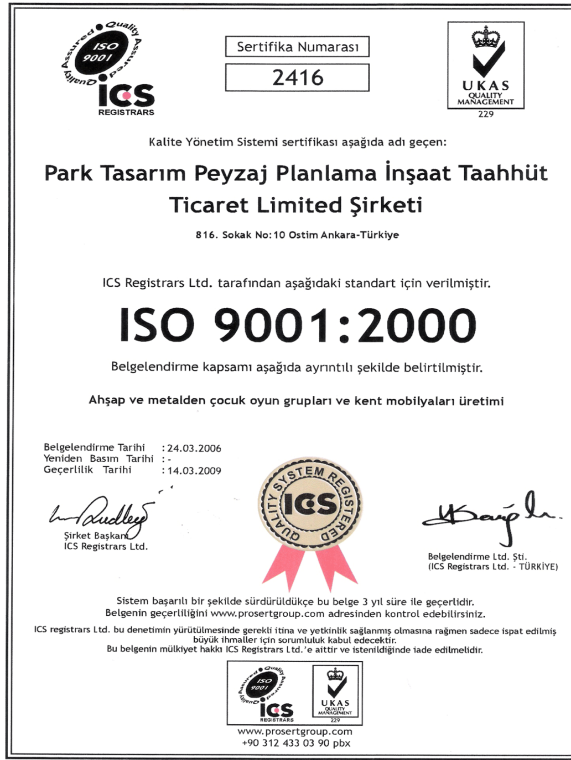 Quality Assured
ISO
9001
Quality Assured
ICS
REGISTRARS
Sertifika Numarası
2416
UKAS
QUALITY
MANAGEMENT
229
Kalite Yönetim Sistemi sertifikası aşağıda adı geçen:
Park Tasarım Peyzaj Planlama İnşaat Taahhüt
Ticaret Limited Şirketi
816. Sokak No:10 Ostim Ankara-Türkiye
ICS Registrars Ltd. tarafından aşağıdaki standart için verilmiştir.
ISO 9001:2000
Belgelendirme kapsamı aşağıda ayrıntılı şekilde belirtilmiştir.
Ahşap ve metalden çocuk oyun grupları ve kent mobilyaları üretimi
Belgelendirme Tarihi : 24.03.2006
Yeniden Basım Tarihi : -
Geçerlilik Tarihi : 14.03.2009
QUALITY SYSTEM REGISTERED
ICS
QUALITY
Şirket Başkanı
ICS Registrars Ltd.
Belgelendirme Ltd. Şti.
(ICS Registrars Ltd. - TÜRKİYE)
Sistem başarılı bir şekilde sürdürüldükçe bu belge 3 yıl süre ile geçerlidir.
Belgenin geçerliliğini www.prosertgroup.com adresinden kontrol edebilirsiniz.
ICS registrars Ltd. bu denetimin yürütülmesinde gerekli itina ve yetkinlik sağlanmış olmasına rağmen sadece ispat edilmiş
büyük ihmaller için sorumluluk kabul edecektir.
Bu belgenin mülkiyet hakkı ICS Registrars Ltd.'e aittir ve istenildiğinde iade edilmelidir.
Quality Assured
ISO
9001
Quality Assured
ICS
REGISTRARS
UKAS
QUALITY
MANAGEMENT
229
www.prosertgroup.com
+90 312 433 03 90 pbx